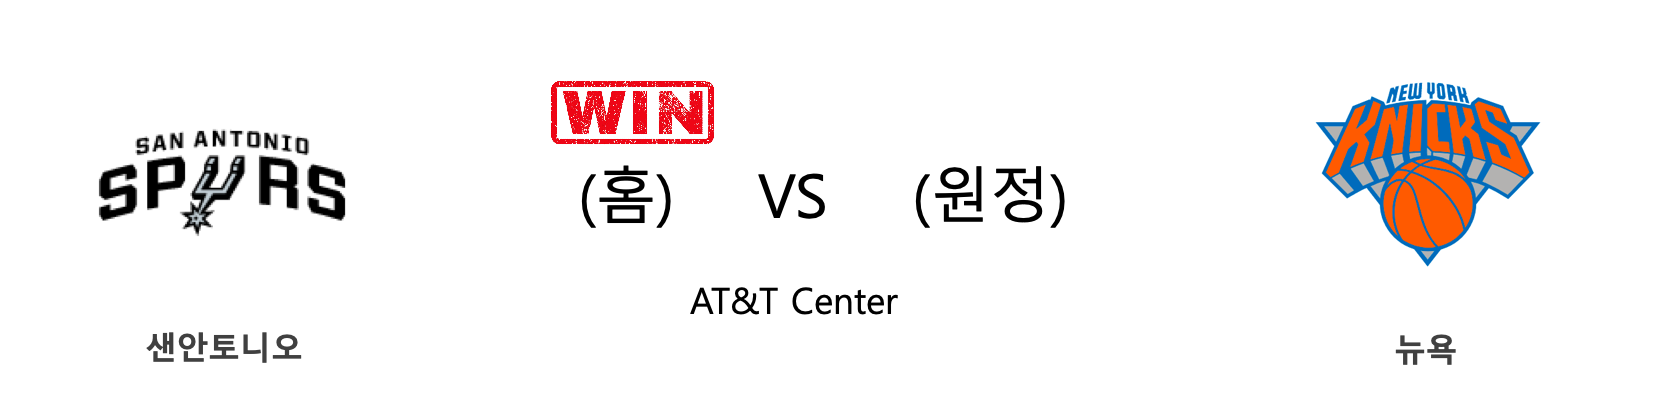 SAN ANTONIO
SPURS
WIN
(홈) VS (원정)
AT&T Center
NEW YORK
KNICKS
샌안토니오
뉴욕